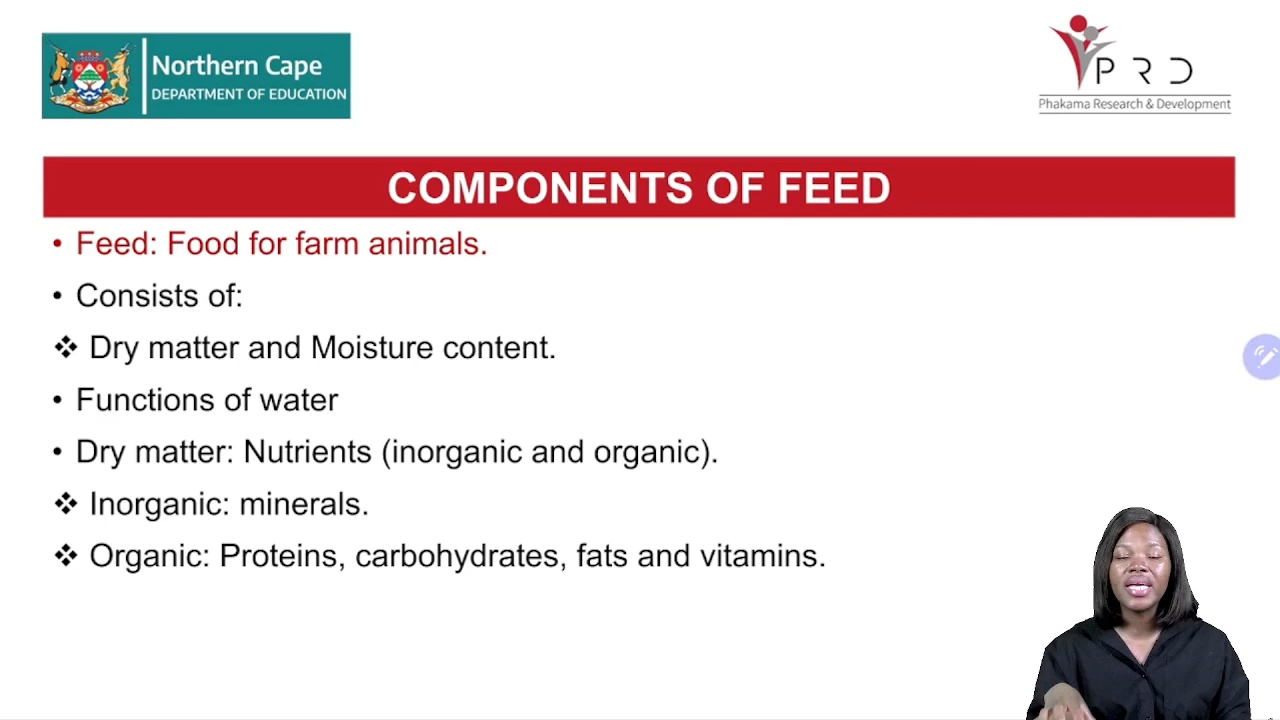 Northern Cape
DEPARTMENT OF EDUCATION
PRD
Phakama Research & Development
COMPONENTS OF FEED
• Feed: Food for farm animals.
• Consists of:
❖ Dry matter and Moisture content.
• Functions of water
• Dry matter: Nutrients (inorganic and organic).
❖ Inorganic: minerals.
❖ Organic: Proteins, carbohydrates, fats and vitamins.